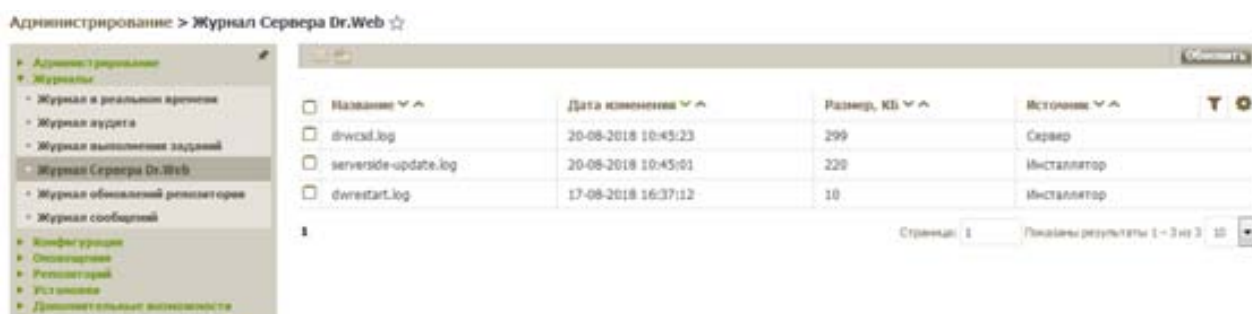 Администрирование > Журнал Сервера Dr.Web
Администрирование
Журналы
Журнал в реальном времени
Журнал аудита
Журнал выполнения заданий
Журнал Сервера Dr.Web
Журнал обновлений репозитория
Журнал сообщений
Конфигурация
Оповещения
Репозиторий
Установки
Дополнительные возможности
Обновить
Название Дата изменения Размер, КБ Источник
drwcsd.log 20-08-2018 10:45:23 299 Сервер
serverside-update.log 20-08-2018 10:45:01 220 Инсталлятор
dwrestart.log 17-08-2018 16:37:12 10 Инсталлятор
1 Страница: 1 Показаны результаты 1 – 3 из 3 10